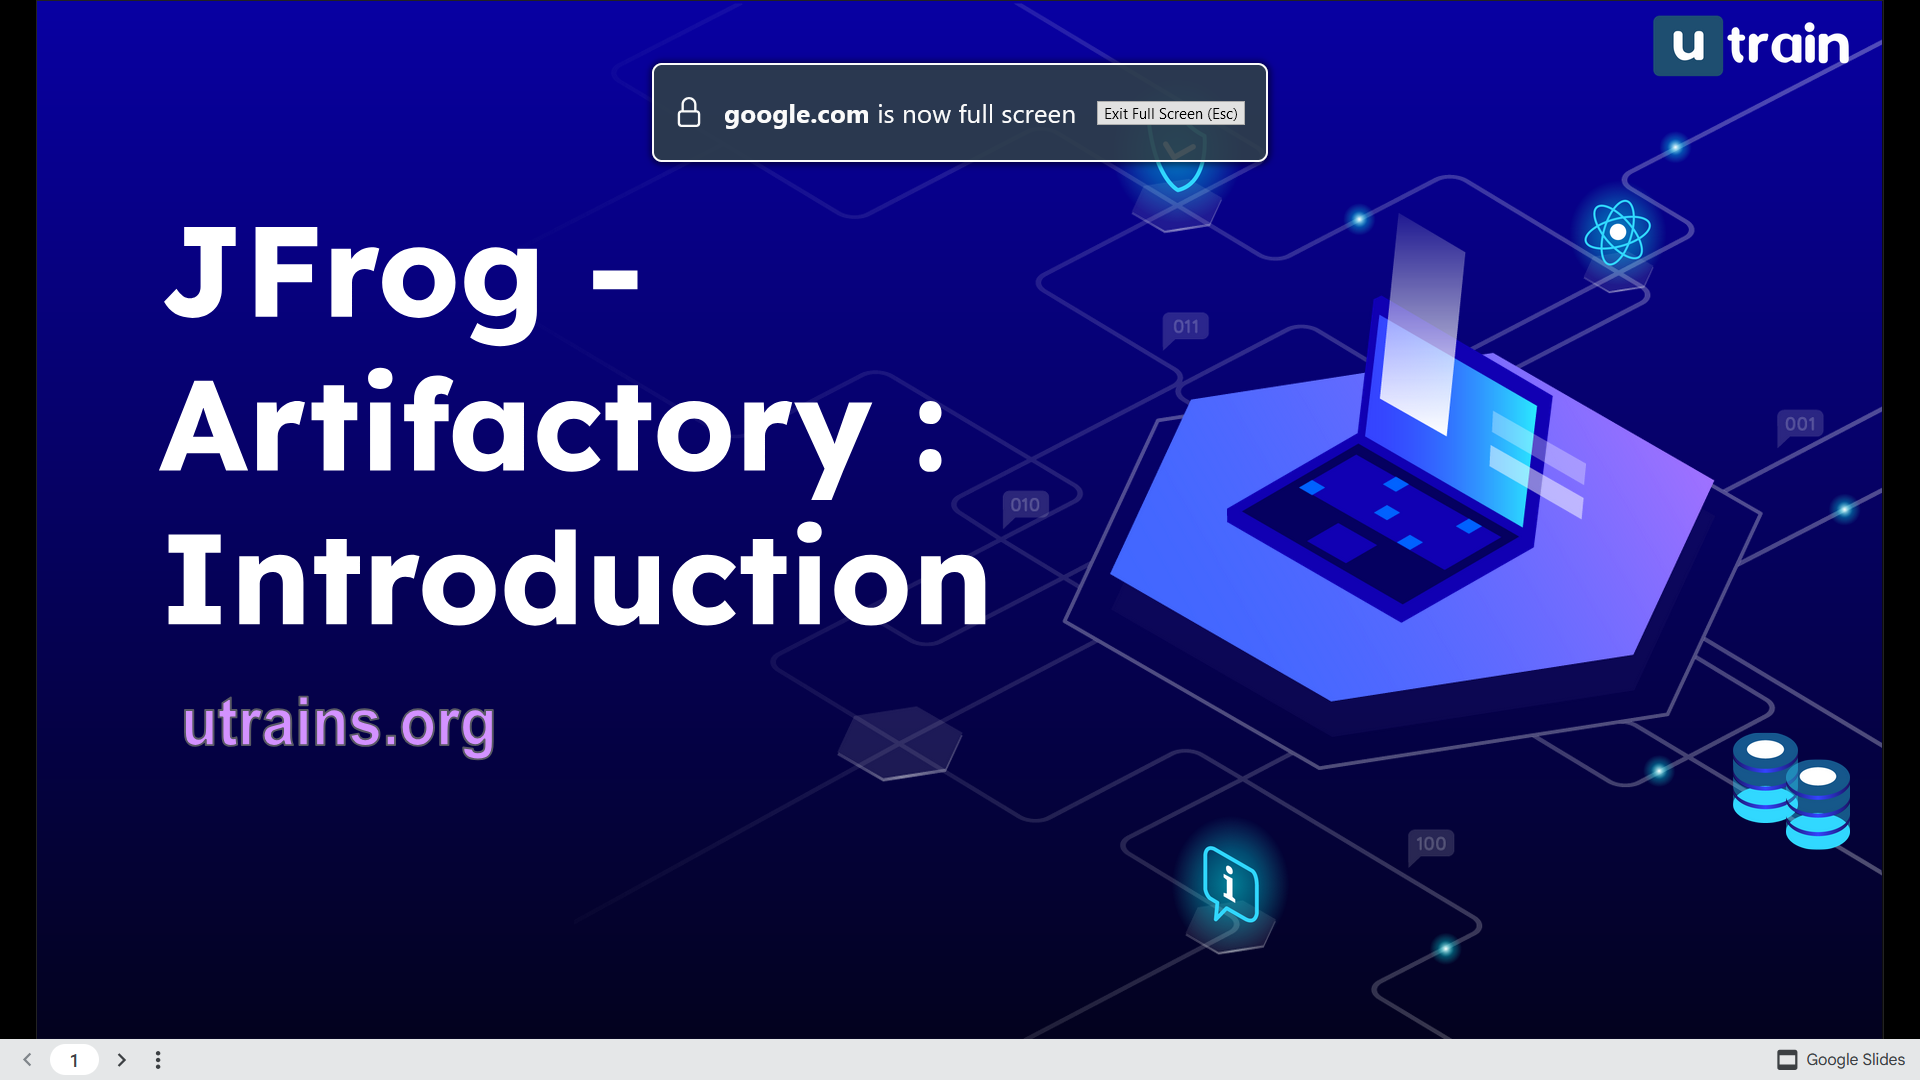 u train
google.com is now full screen Exit Full Screen (Esc)
JFrog -
Artifactory :
Introduction
utrains.org
011
001
010
100
i
1
Google Slides